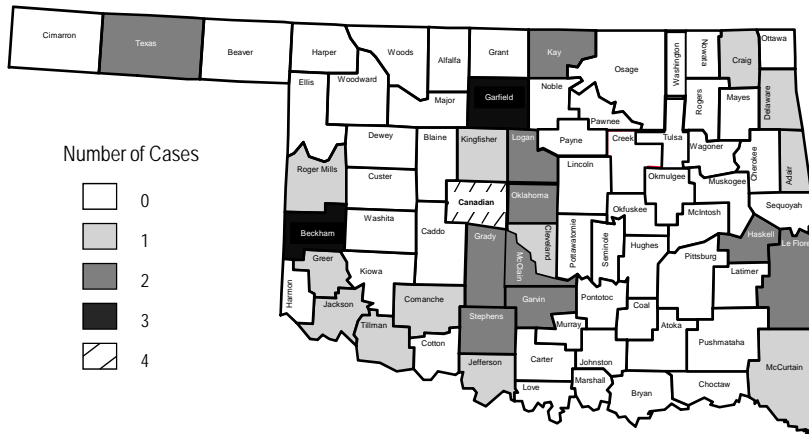 Cimarron
Texas
Beaver
Harper
Woods
Alfalfa
Grant
Kay
Osage
Washington
Nowata
Craig
Ottawa
Ellis
Woodward
Major
Garfield
Noble
Pawnee
Rogers
Mayes
Delaware
Dewey
Blaine
Kingfisher
Logan
Payne
Creek
Tulsa
Wagoner
Cherokee
Adair
Number of Cases
0
1
2
3
4
Roger Mills
Custer
Canadian
Oklahoma
Lincoln
Okmulgee
Muskogee
Sequoyah
Beckham
Washita
Caddo
Grady
Cleveland
Pottawatomie
Seminole
Okfuskee
McIntosh
Haskell
Le Flore
Greer
Kiowa
McClain
Hughes
Pittsburg
Latimer
Harmon
Jackson
Comanche
Garvin
Pontotoc
Coal
Tillman
Cotton
Stephens
Murray
Atoka
Pushmataha
Jefferson
Carter
Johnston
McCurtain
Love
Marshall
Bryan
Choctaw